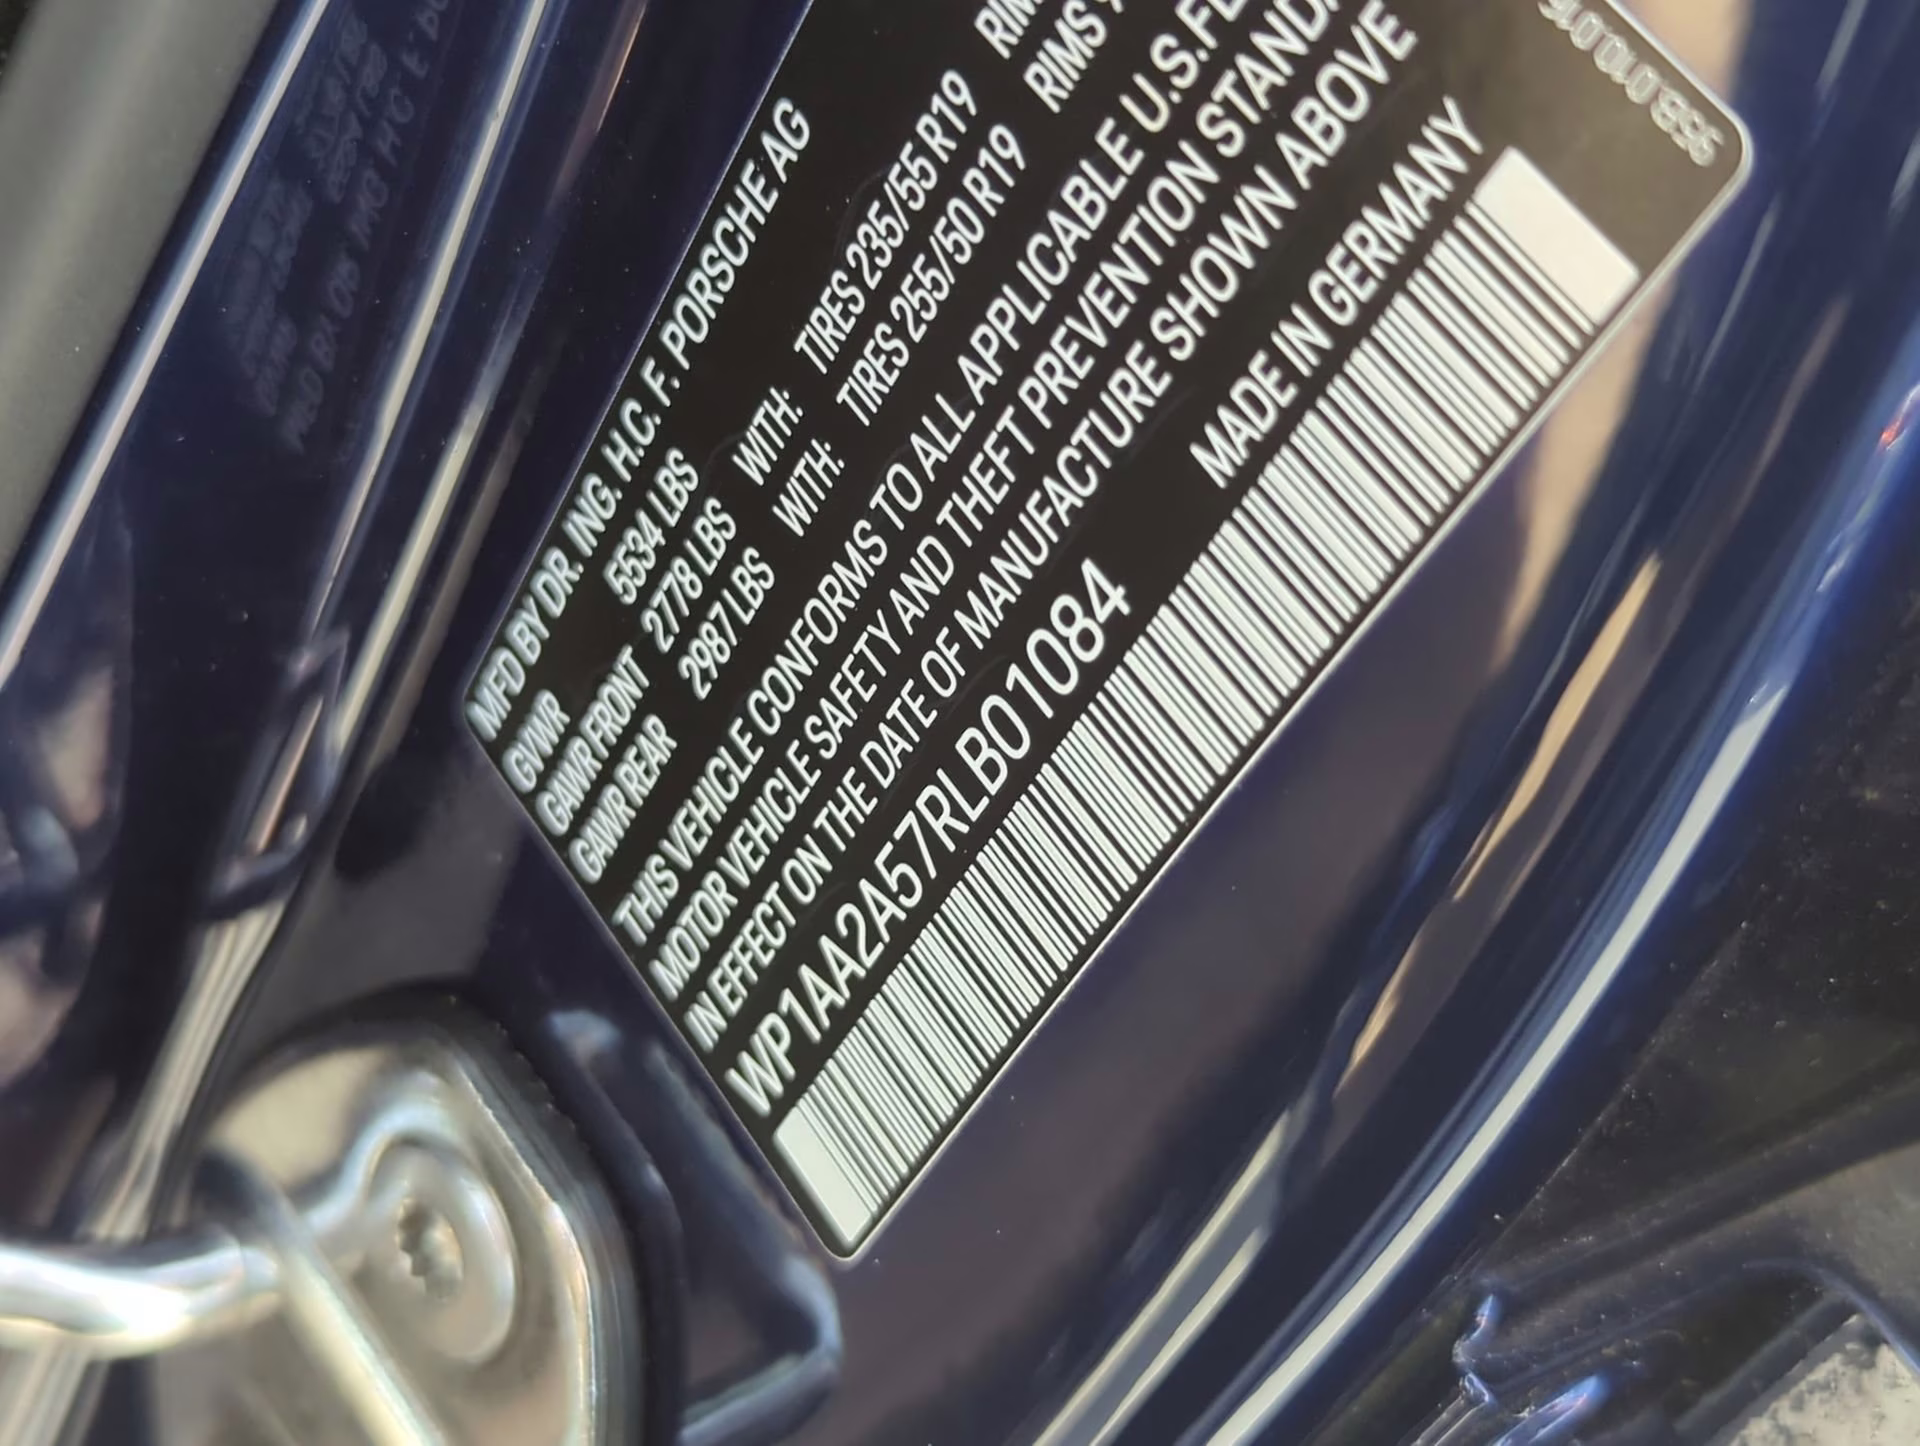 MFD BY DR. ING. H.C. F. PORSCHE AG
GVWR 5534 LBS
GAWR FRONT 2778 LBS WITH: TIRES 235/55 R19
GAWR REAR 2987 LBS WITH: TIRES 255/50 R19 RIMS
THIS VEHICLE CONFORMS TO ALL APPLICABLE U.S.
MOTOR VEHICLE SAFETY AND THEFT PREVENTION
IN EFFECT ON THE DATE OF MANUFACTURE SHOWN ABOVE
WP1AA2A57RLB01084 MADE IN GERMANY